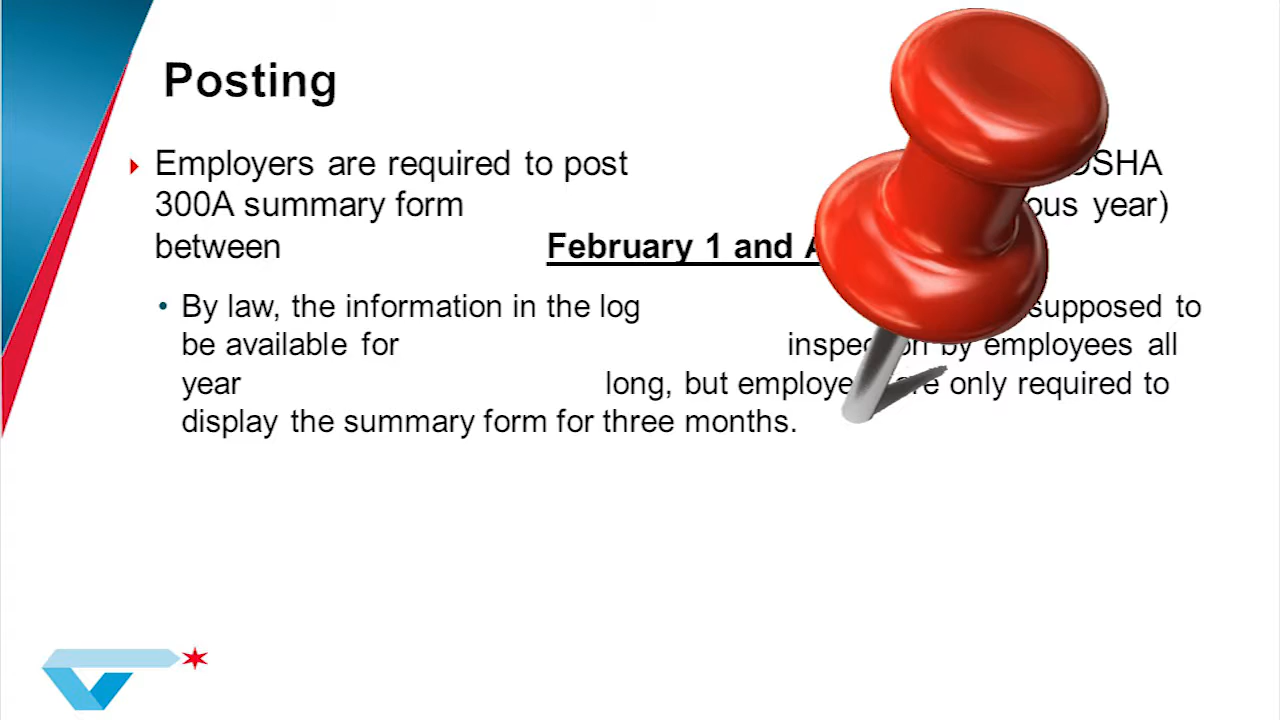 Posting
Employers are required to post OSHA
300A summary form year)
between February 1 and
• By law, the information in the log supposed to
be available for inspection by employees all
year long, but employers are only required to
display the summary form for three months.